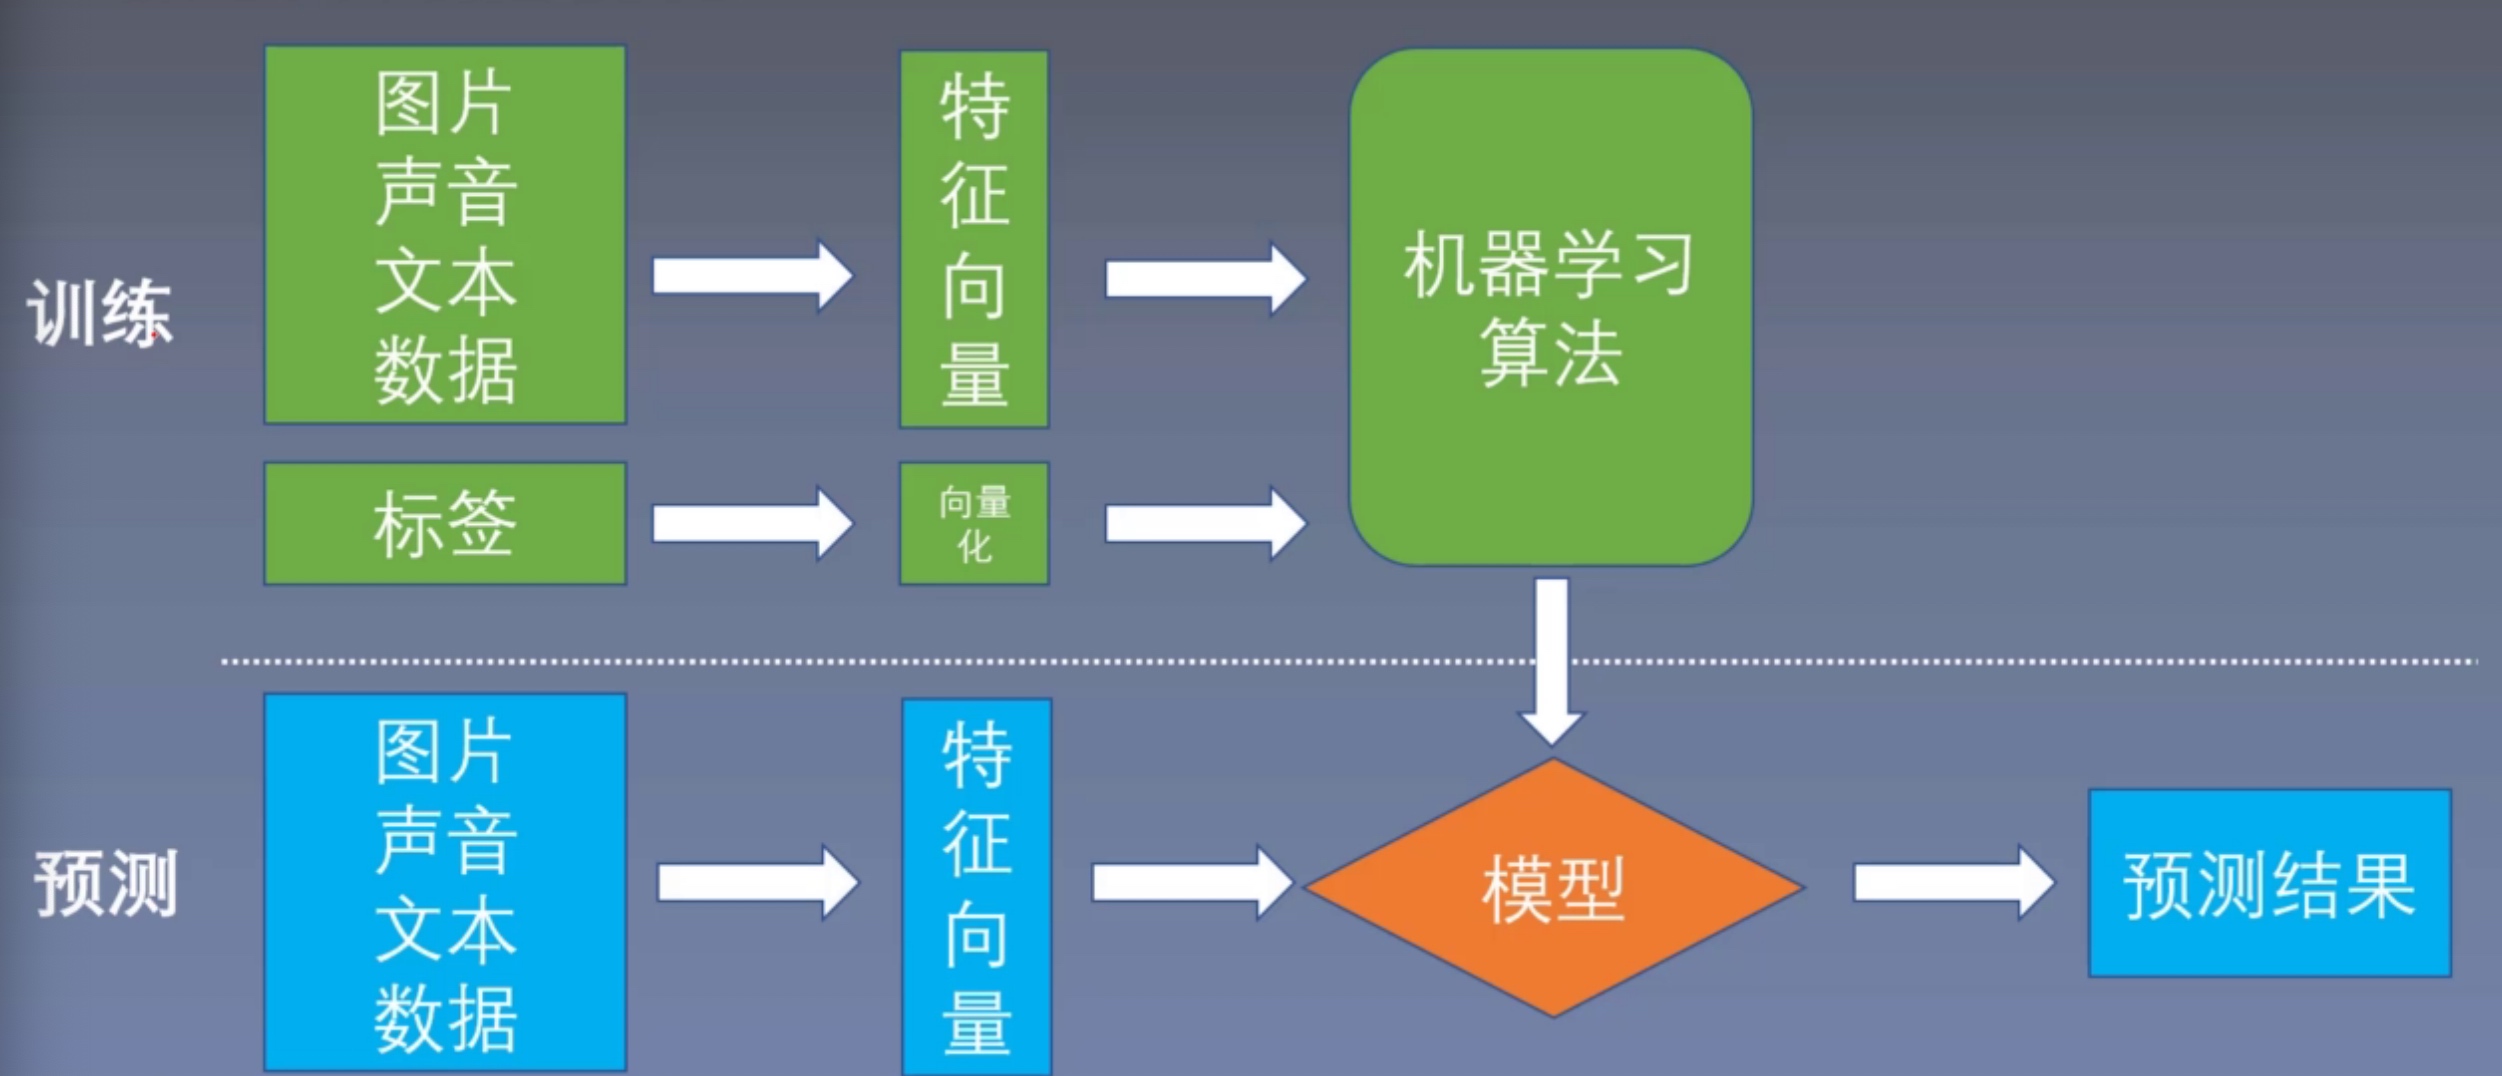 训练
图片
声音
文本
数据
特
征
向
量
机器学习
算法
标签
向量
化
预测
图片
声音
文本
数据
特
征
向
量
模型
预测结果